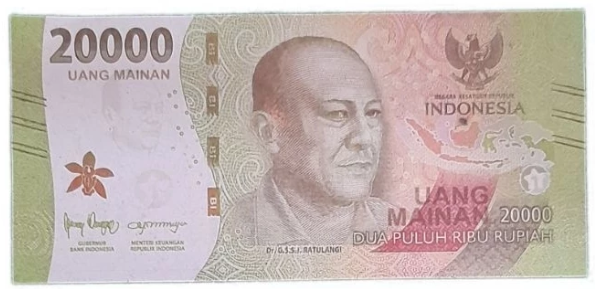 20000
UANG MAINAN
BI
BI
BI
BI
NEGARA KESATUAN REPUBLIK
INDONESIA
UANG
MAINAN 20000
DUA PULUH RIBU RUPIAH
GUBERNUR
BANK INDONESIA
MENTERI KEUANGAN
REPUBLIK INDONESIA
Dr. G.S.S.J. RATULANGI